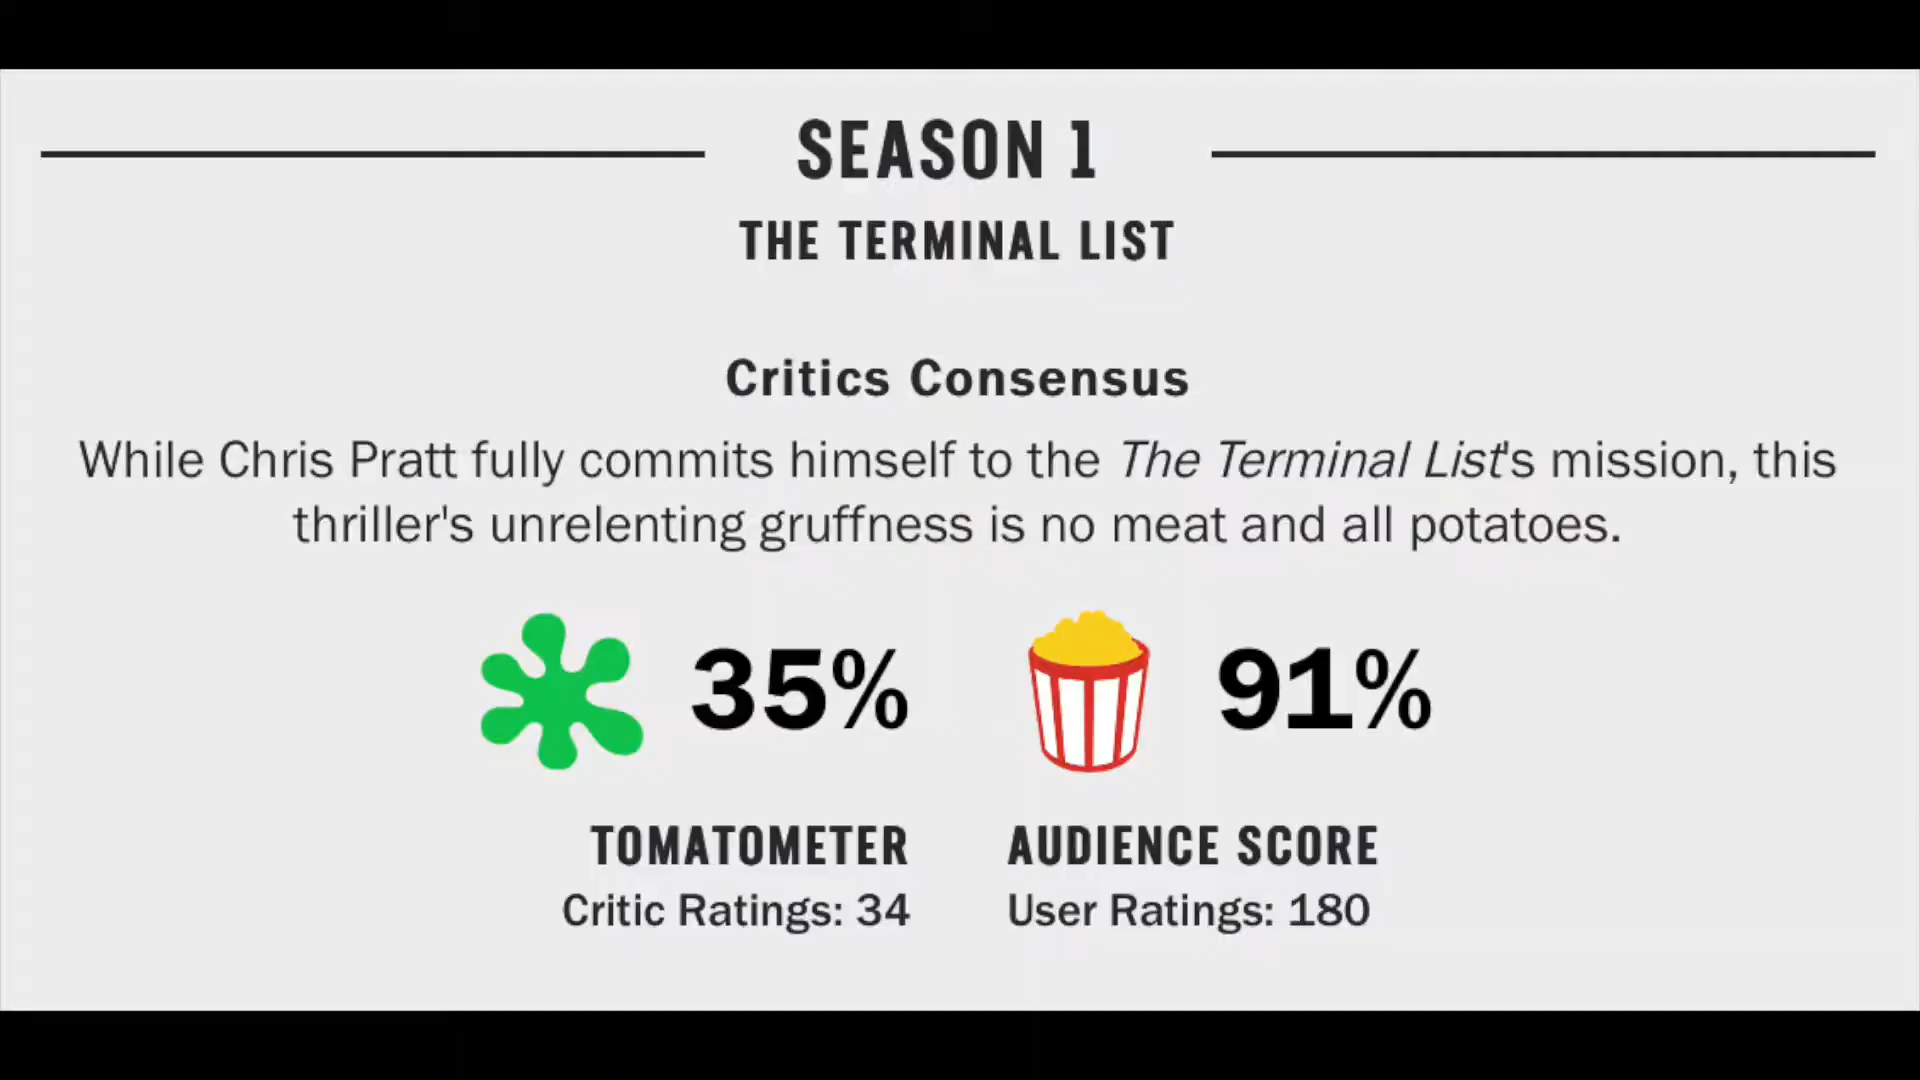 SEASON 1
THE TERMINAL LIST
Critics Consensus
While Chris Pratt fully commits himself to the The Terminal List's mission, this
thriller's unrelenting gruffness is no meat and all potatoes.
35% 91%
TOMATOMETER AUDIENCE SCORE
Critic Ratings: 34 User Ratings: 180